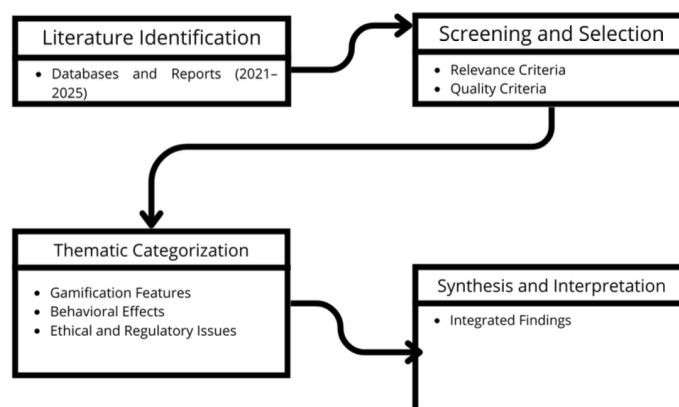 Literature Identification
• Databases and Reports (2021–
2025)
Screening and Selection
• Relevance Criteria
• Quality Criteria
Thematic Categorization
• Gamification Features
• Behavioral Effects
• Ethical and Regulatory Issues
Synthesis and Interpretation
• Integrated Findings